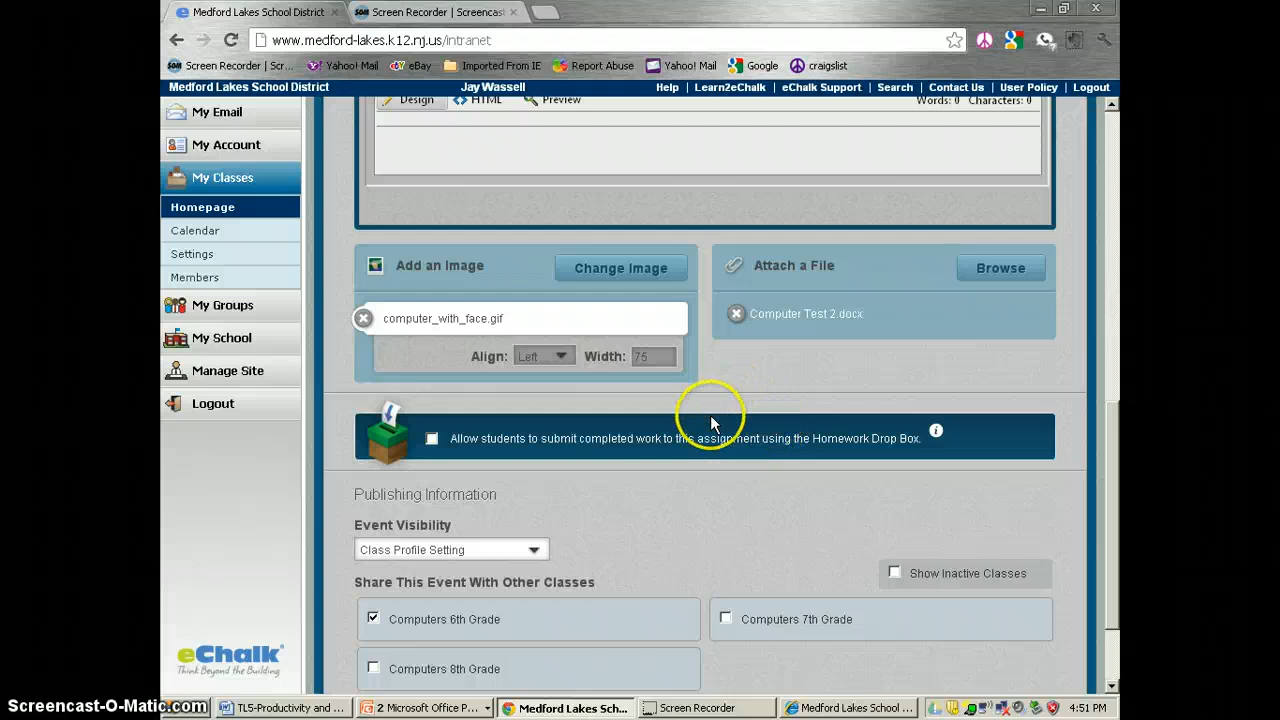 Medford Lakes School District
Screen Recorder | Screencast
www.medford-lakes.k12.nj.us/intranet
Screen Recorder | Scr...
Yahoo! Mail
eBay
Imported From IE
Report Abuse
Yahoo! Mail
Google
craigslist
Medford Lakes School District
Jay Wassell
Help | Learn2eChalk | eChalk Support | Search | Contact Us | User Policy | Logout
My Email
My Account
My Classes
Homepage
Calendar
Settings
Members
My Groups
My School
Manage Site
Logout
eChalk
Think Beyond the Building
Design
HTML
Preview
Words: 0 Characters: 0
Add an Image
Change Image
computer_with_face.gif
Align: Left Width: 75
Attach a File
Browse
Computer Test 2.docx
Allow students to submit completed work to this assignment using the Homework Drop Box.
Publishing Information
Event Visibility
Class Profile Setting
Show Inactive Classes
Share This Event With Other Classes
Computers 6th Grade
Computers 7th Grade
Computers 8th Grade
Screencast-O-Matic.com
TL5-Productivity and ...
2 Microsoft Office P...
Medford Lakes Sch...
Screen Recorder
Medford Lakes School ...
4:51 PM